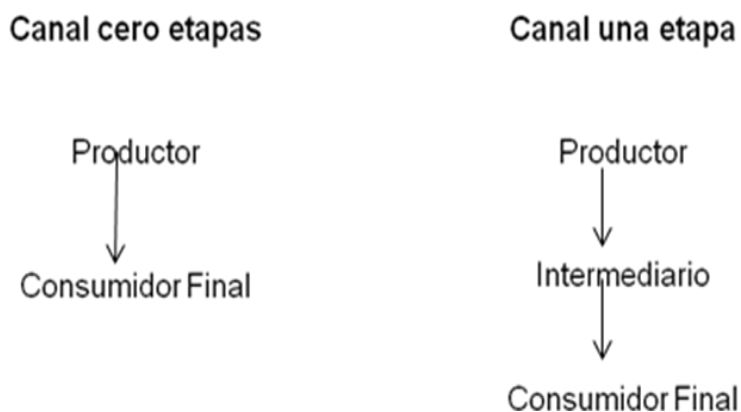 Canal cero etapas
Productor
Consumidor Final
Canal una etapa
Productor
Intermediario
Consumidor Final